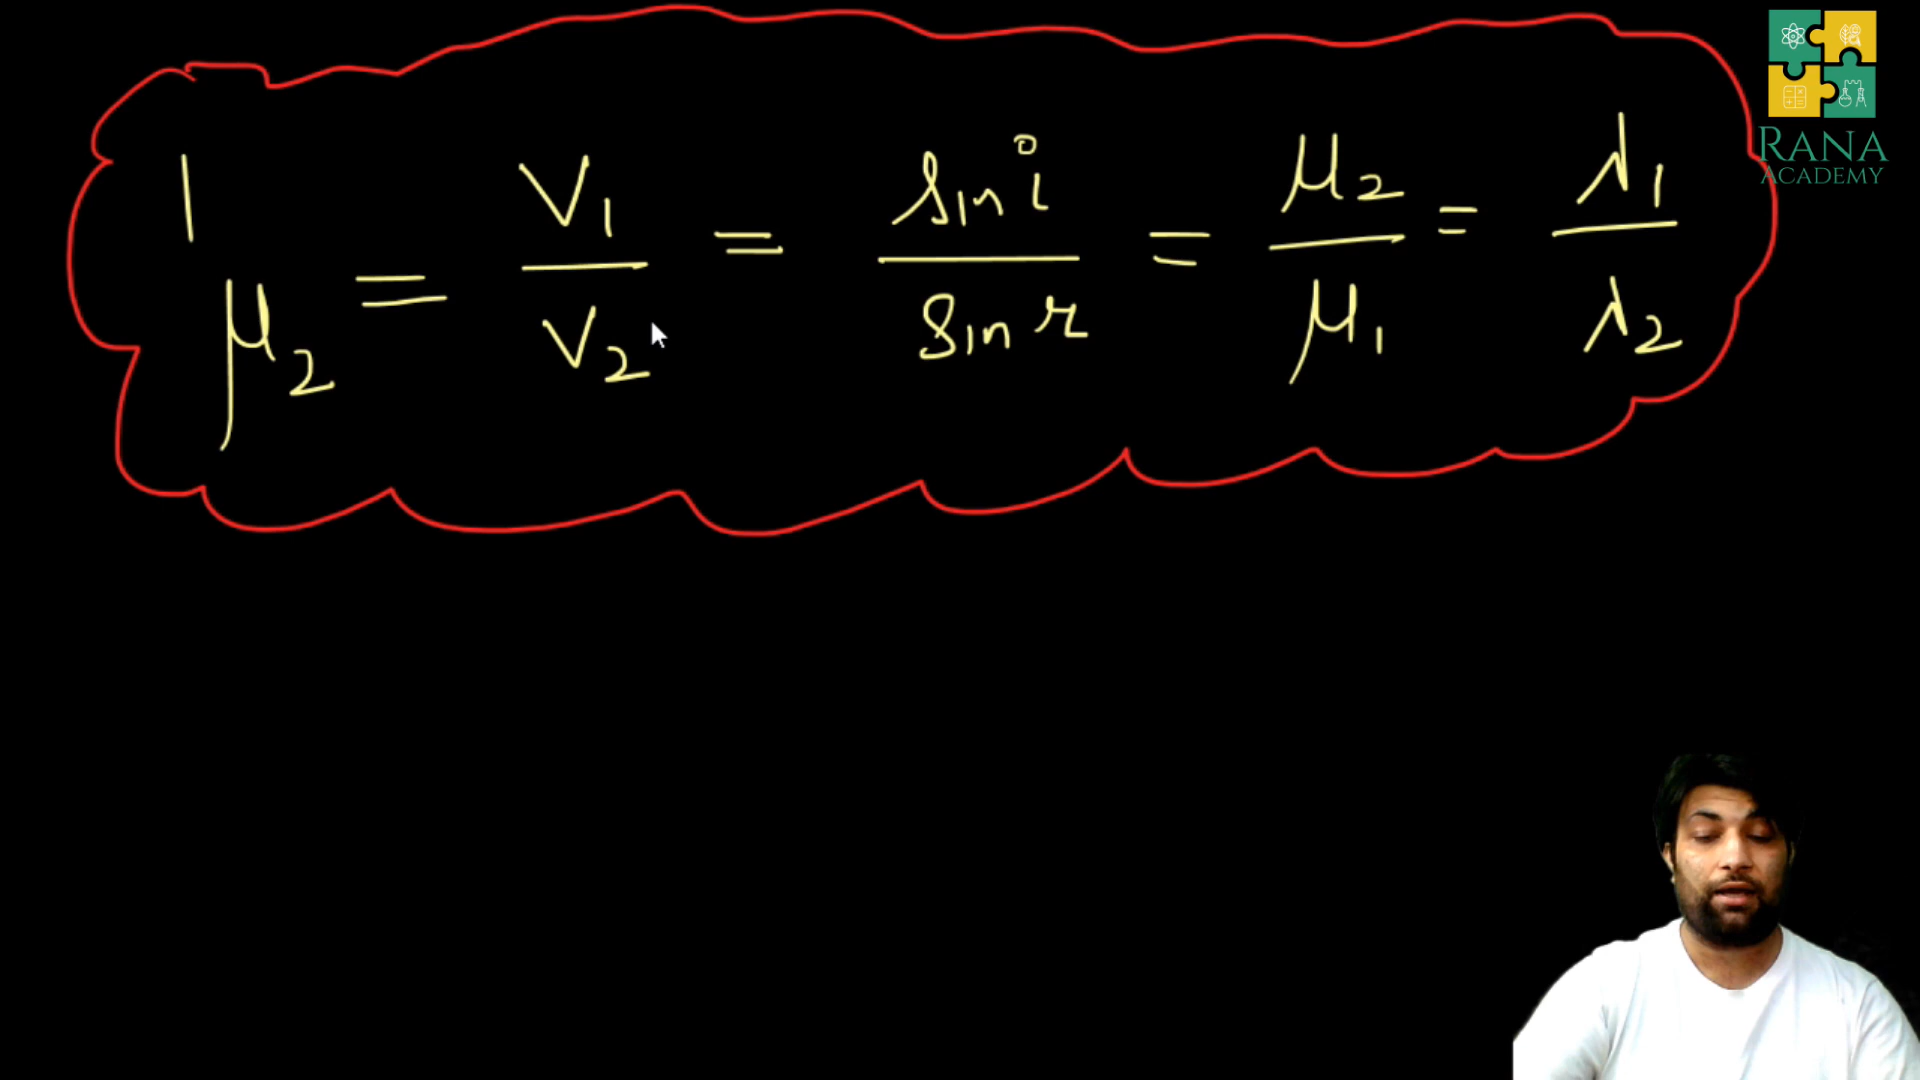 ¹μ₂ = V₁/V₂ = sin i/sin r = μ₂/μ₁ = λ₁/λ₂
RANA
ACADEMY